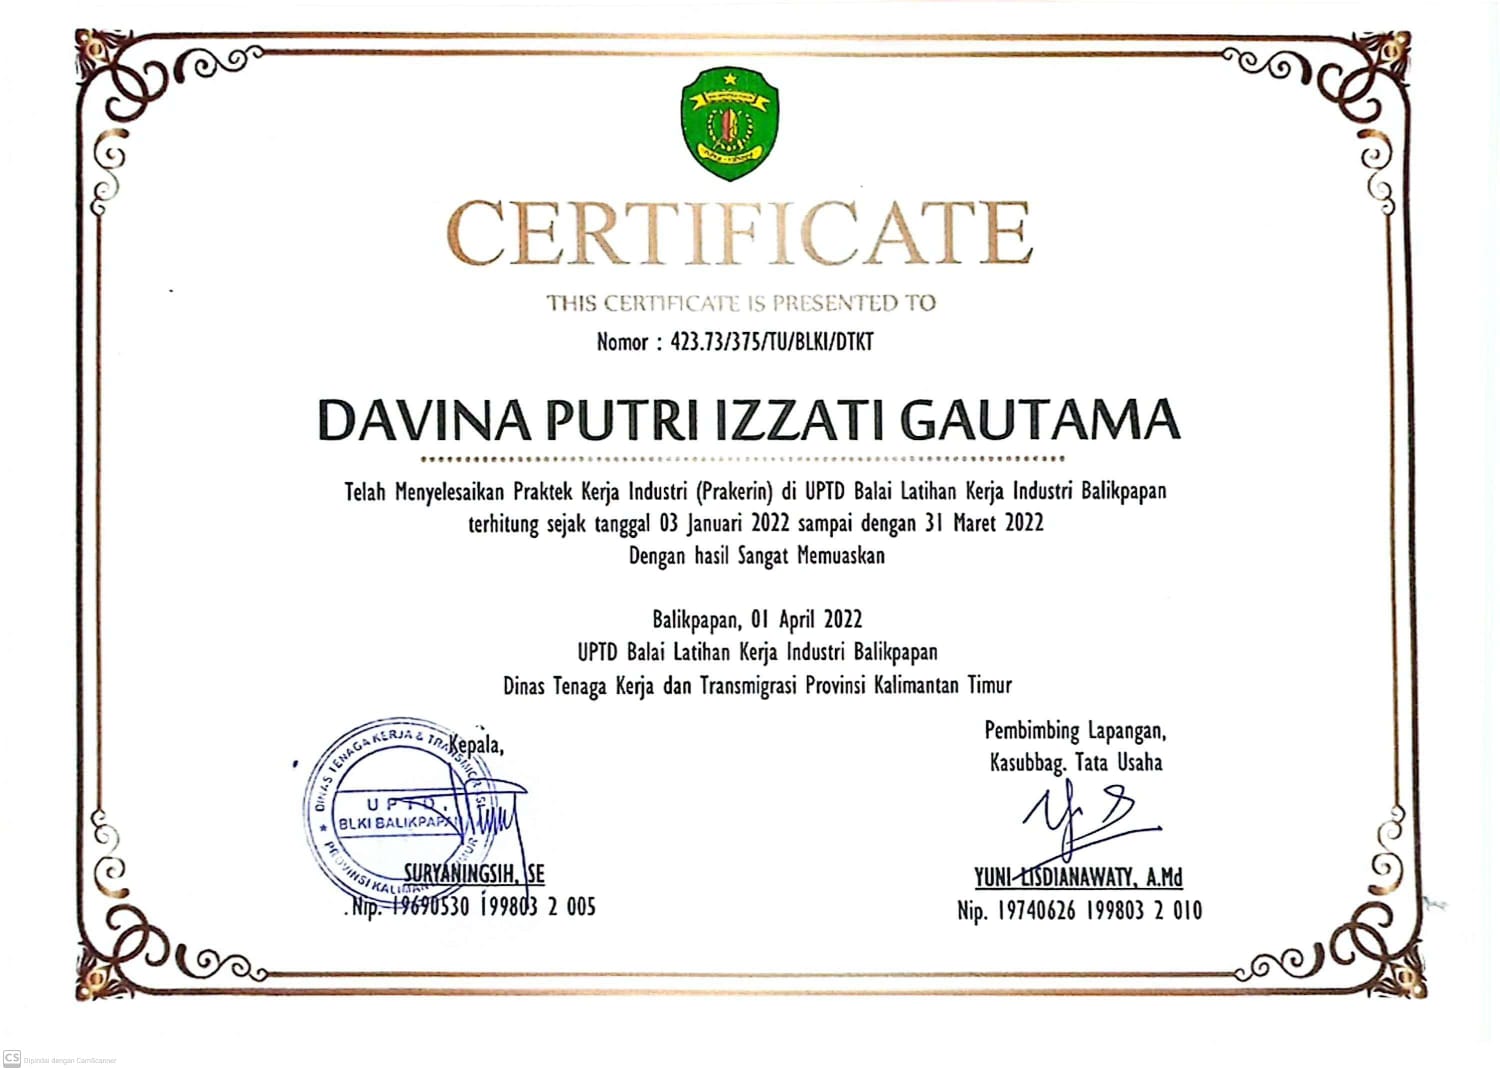 CERTIFICATE
THIS CERTIFICATE IS PRESENTED TO
Nomor : 423.73/375/TU/BLKI/DTKT
DAVINA PUTRI IZZATI GAUTAMA
Telah Menyelesaikan Praktek Kerja Industri (Prakerin) di UPTD Balai Latihan Kerja Industri Balikpapan
terhitung sejak tanggal 03 Januari 2022 sampai dengan 31 Maret 2022
Dengan hasil Sangat Memuaskan
Balikpapan, 01 April 2022
UPTD Balai Latihan Kerja Industri Balikpapan
Dinas Tenaga Kerja dan Transmigrasi Provinsi Kalimantan Timur
Kepala,
DINAS TENAGA KERJA & TRANSMIGRASI
UPTD.
BLKI BALIKPAPAN
PROVINSI KALIMANTAN TIMUR
SURYANINGSIH, SE
Nip. 19690530 199803 2 005
Pembimbing Lapangan,
Kasubbag. Tata Usaha
YUNI LISDIANAWATY, A.Md
Nip. 19740626 199803 2 010
CS Dipindai dengan CamScanner